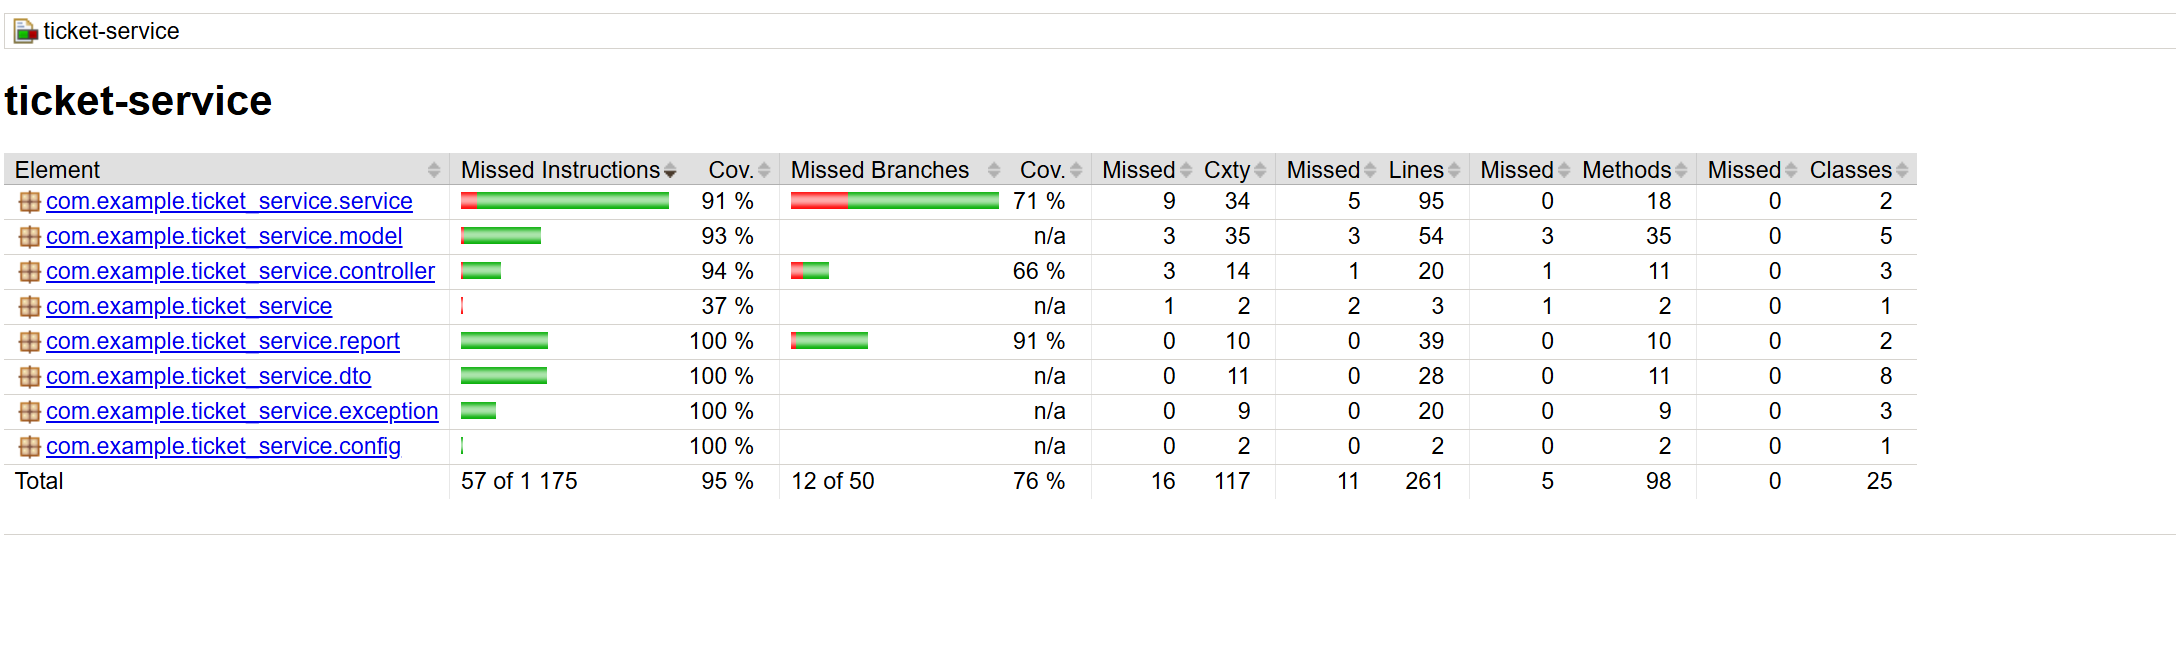 ticket-service
ticket-service
Element Missed Instructions Cov. Missed Branches Cov. Missed Cxty Missed Lines Missed Methods Missed Classes
com.example.ticket_service.service 91 % 71 % 9 34 5 95 0 18 0 2
com.example.ticket_service.model 93 % n/a 3 35 3 54 3 35 0 5
com.example.ticket_service.controller 94 % 66 % 3 14 1 20 1 11 0 3
com.example.ticket_service 37 % n/a 1 2 2 3 1 2 0 1
com.example.ticket_service.report 100 % 91 % 0 10 0 39 0 10 0 2
com.example.ticket_service.dto 100 % n/a 0 11 0 28 0 11 0 8
com.example.ticket_service.exception 100 % n/a 0 9 0 20 0 9 0 3
com.example.ticket_service.config 100 % n/a 0 2 0 2 0 2 0 1
Total 57 of 1 175 95 % 12 of 50 76 % 16 117 11 261 5 98 0 25